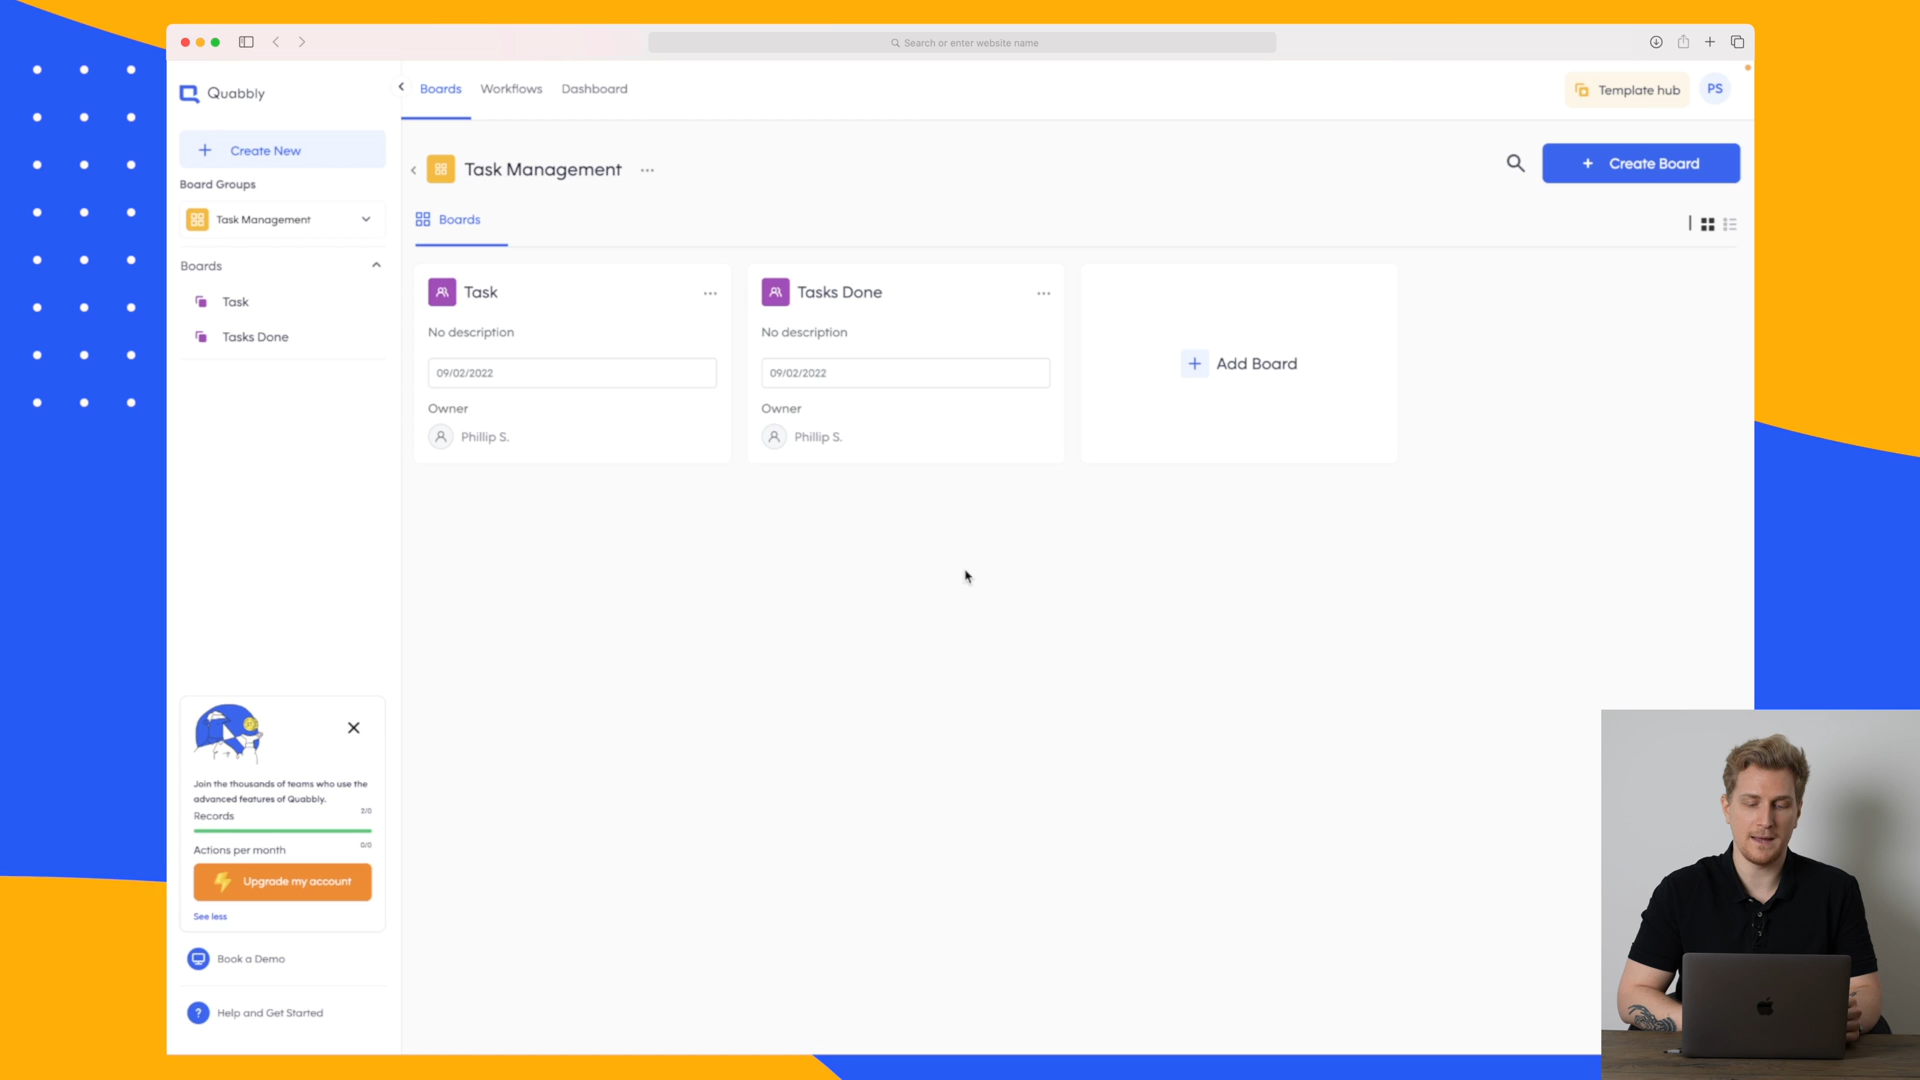 Search or enter website name
Quabbly
Boards
Workflows
Dashboard
Template hub
PS
+ Create New
Board Groups
Task Management
Boards
Task
Tasks Done
Task Management
...
+ Create Board
Boards
Task
...
No description
09/02/2022
Owner
Phillip S.
Tasks Done
...
No description
09/02/2022
Owner
Phillip S.
+ Add Board
Join the thousands of teams who use the
advanced features of Quabbly.
Records
2/0
Actions per month
0/0
Upgrade my account
See less
Book a Demo
? Help and Get Started